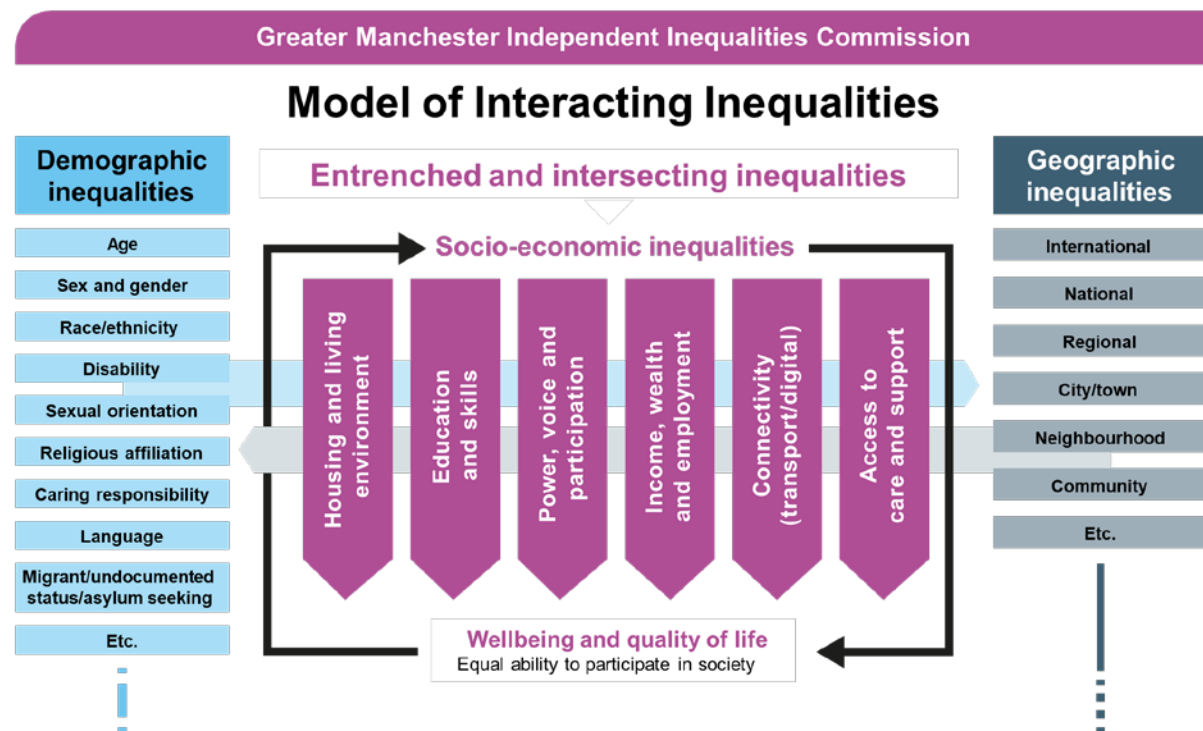 Greater Manchester Independent Inequalities Commission
Model of Interacting Inequalities
Demographic
inequalities
Age
Sex and gender
Race/ethnicity
Disability
Sexual orientation
Religious affiliation
Caring responsibility
Language
Migrant/undocumented
status/asylum seeking
Etc.
Entrenched and intersecting inequalities
Socio-economic inequalities
Housing and living
environment
Education
and skills
Power, voice and
participation
Income, wealth
and employment
Connectivity
(transport/digital)
Access to
care and support
Wellbeing and quality of life
Equal ability to participate in society
Geographic
inequalities
International
National
Regional
City/town
Neighbourhood
Community
Etc.